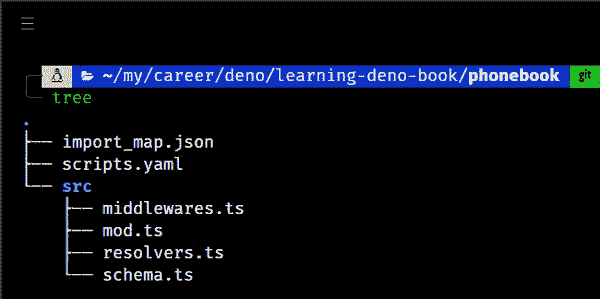 ~/my/career/deno/learning-deno-book/phonebook git
tree
.
├── import_map.json
├── scripts.yaml
└── src
    ├── middlewares.ts
    ├── mod.ts
    ├── resolvers.ts
    └── schema.ts